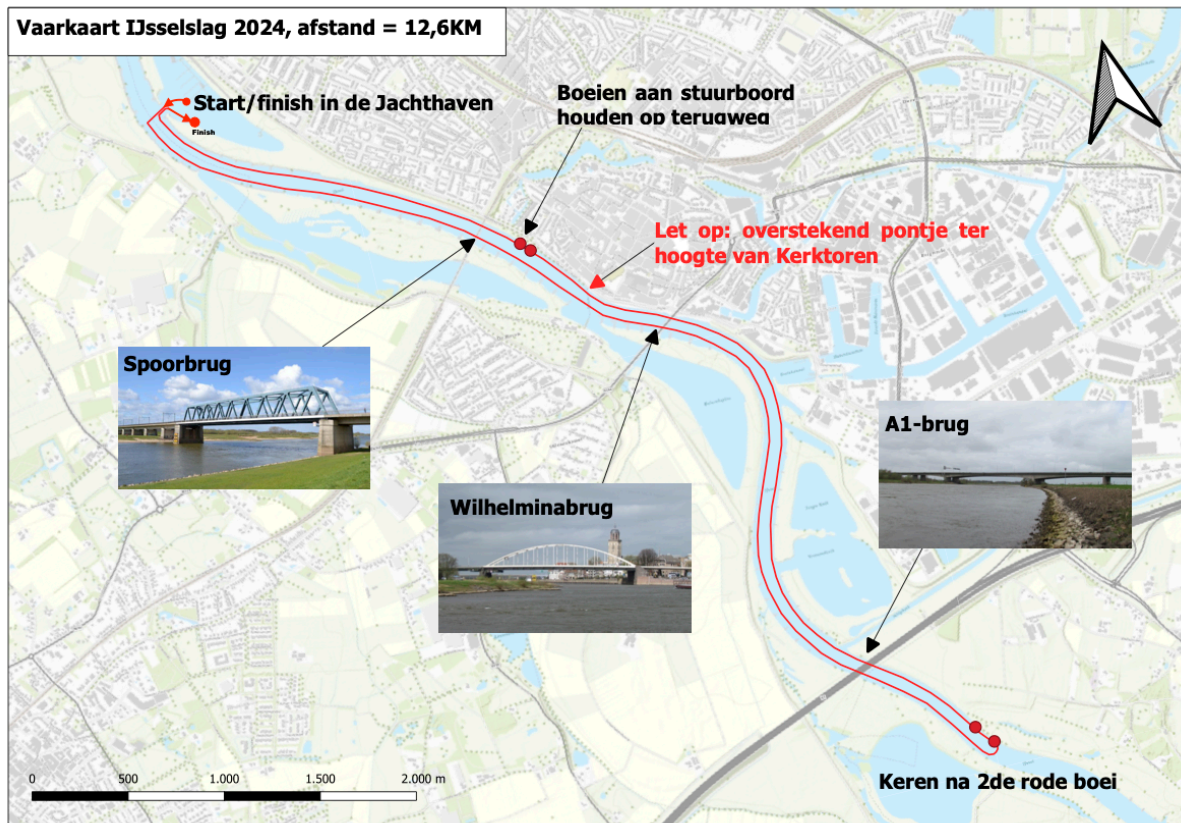 Vaarkaart IJsselslag 2024, afstand = 12,6KM
Start/finish in de Jachthaven
Finish
Boeien aan stuurboord
houden op terugweg
Let op: overstekend pontje ter
hoogte van Kerktoren
Spoorbrug
Wilhelminabrug
A1-brug
Keren na 2de rode boei
0 500 1.000 1.500 2.000 m